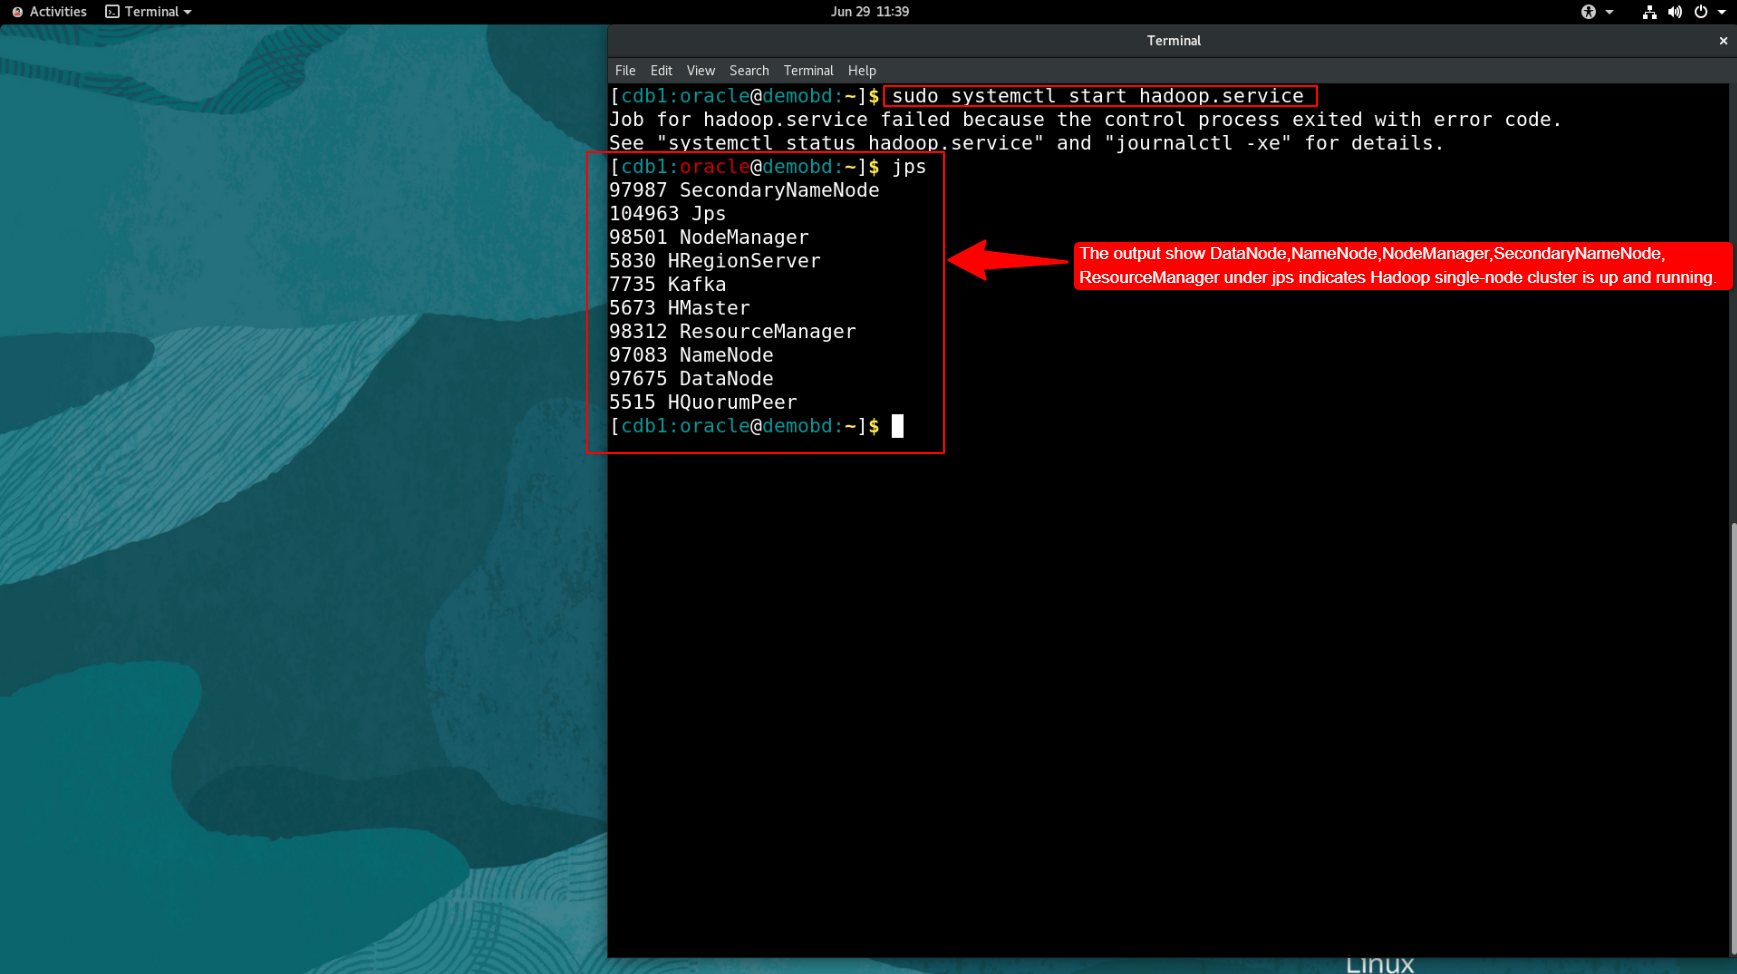 Activities Terminal Jun 29 11:39
Terminal
File Edit View Search Terminal Help
[cdb1:oracle@demobd:~]$ sudo systemctl start hadoop.service
Job for hadoop.service failed because the control process exited with error code.
See "systemctl status hadoop.service" and "journalctl -xe" for details.
[cdb1:oracle@demobd:~]$ jps
97987 SecondaryNameNode
104963 Jps
98501 NodeManager
5830 HRegionServer
7735 Kafka
5673 HMaster
98312 ResourceManager
97083 NameNode
97675 DataNode
5515 HQuorumPeer
[cdb1:oracle@demobd:~]$
The output show DataNode,NameNode,NodeManager,SecondaryNameNode,
ResourceManager under jps indicates Hadoop single-node cluster is up and running.
Linux